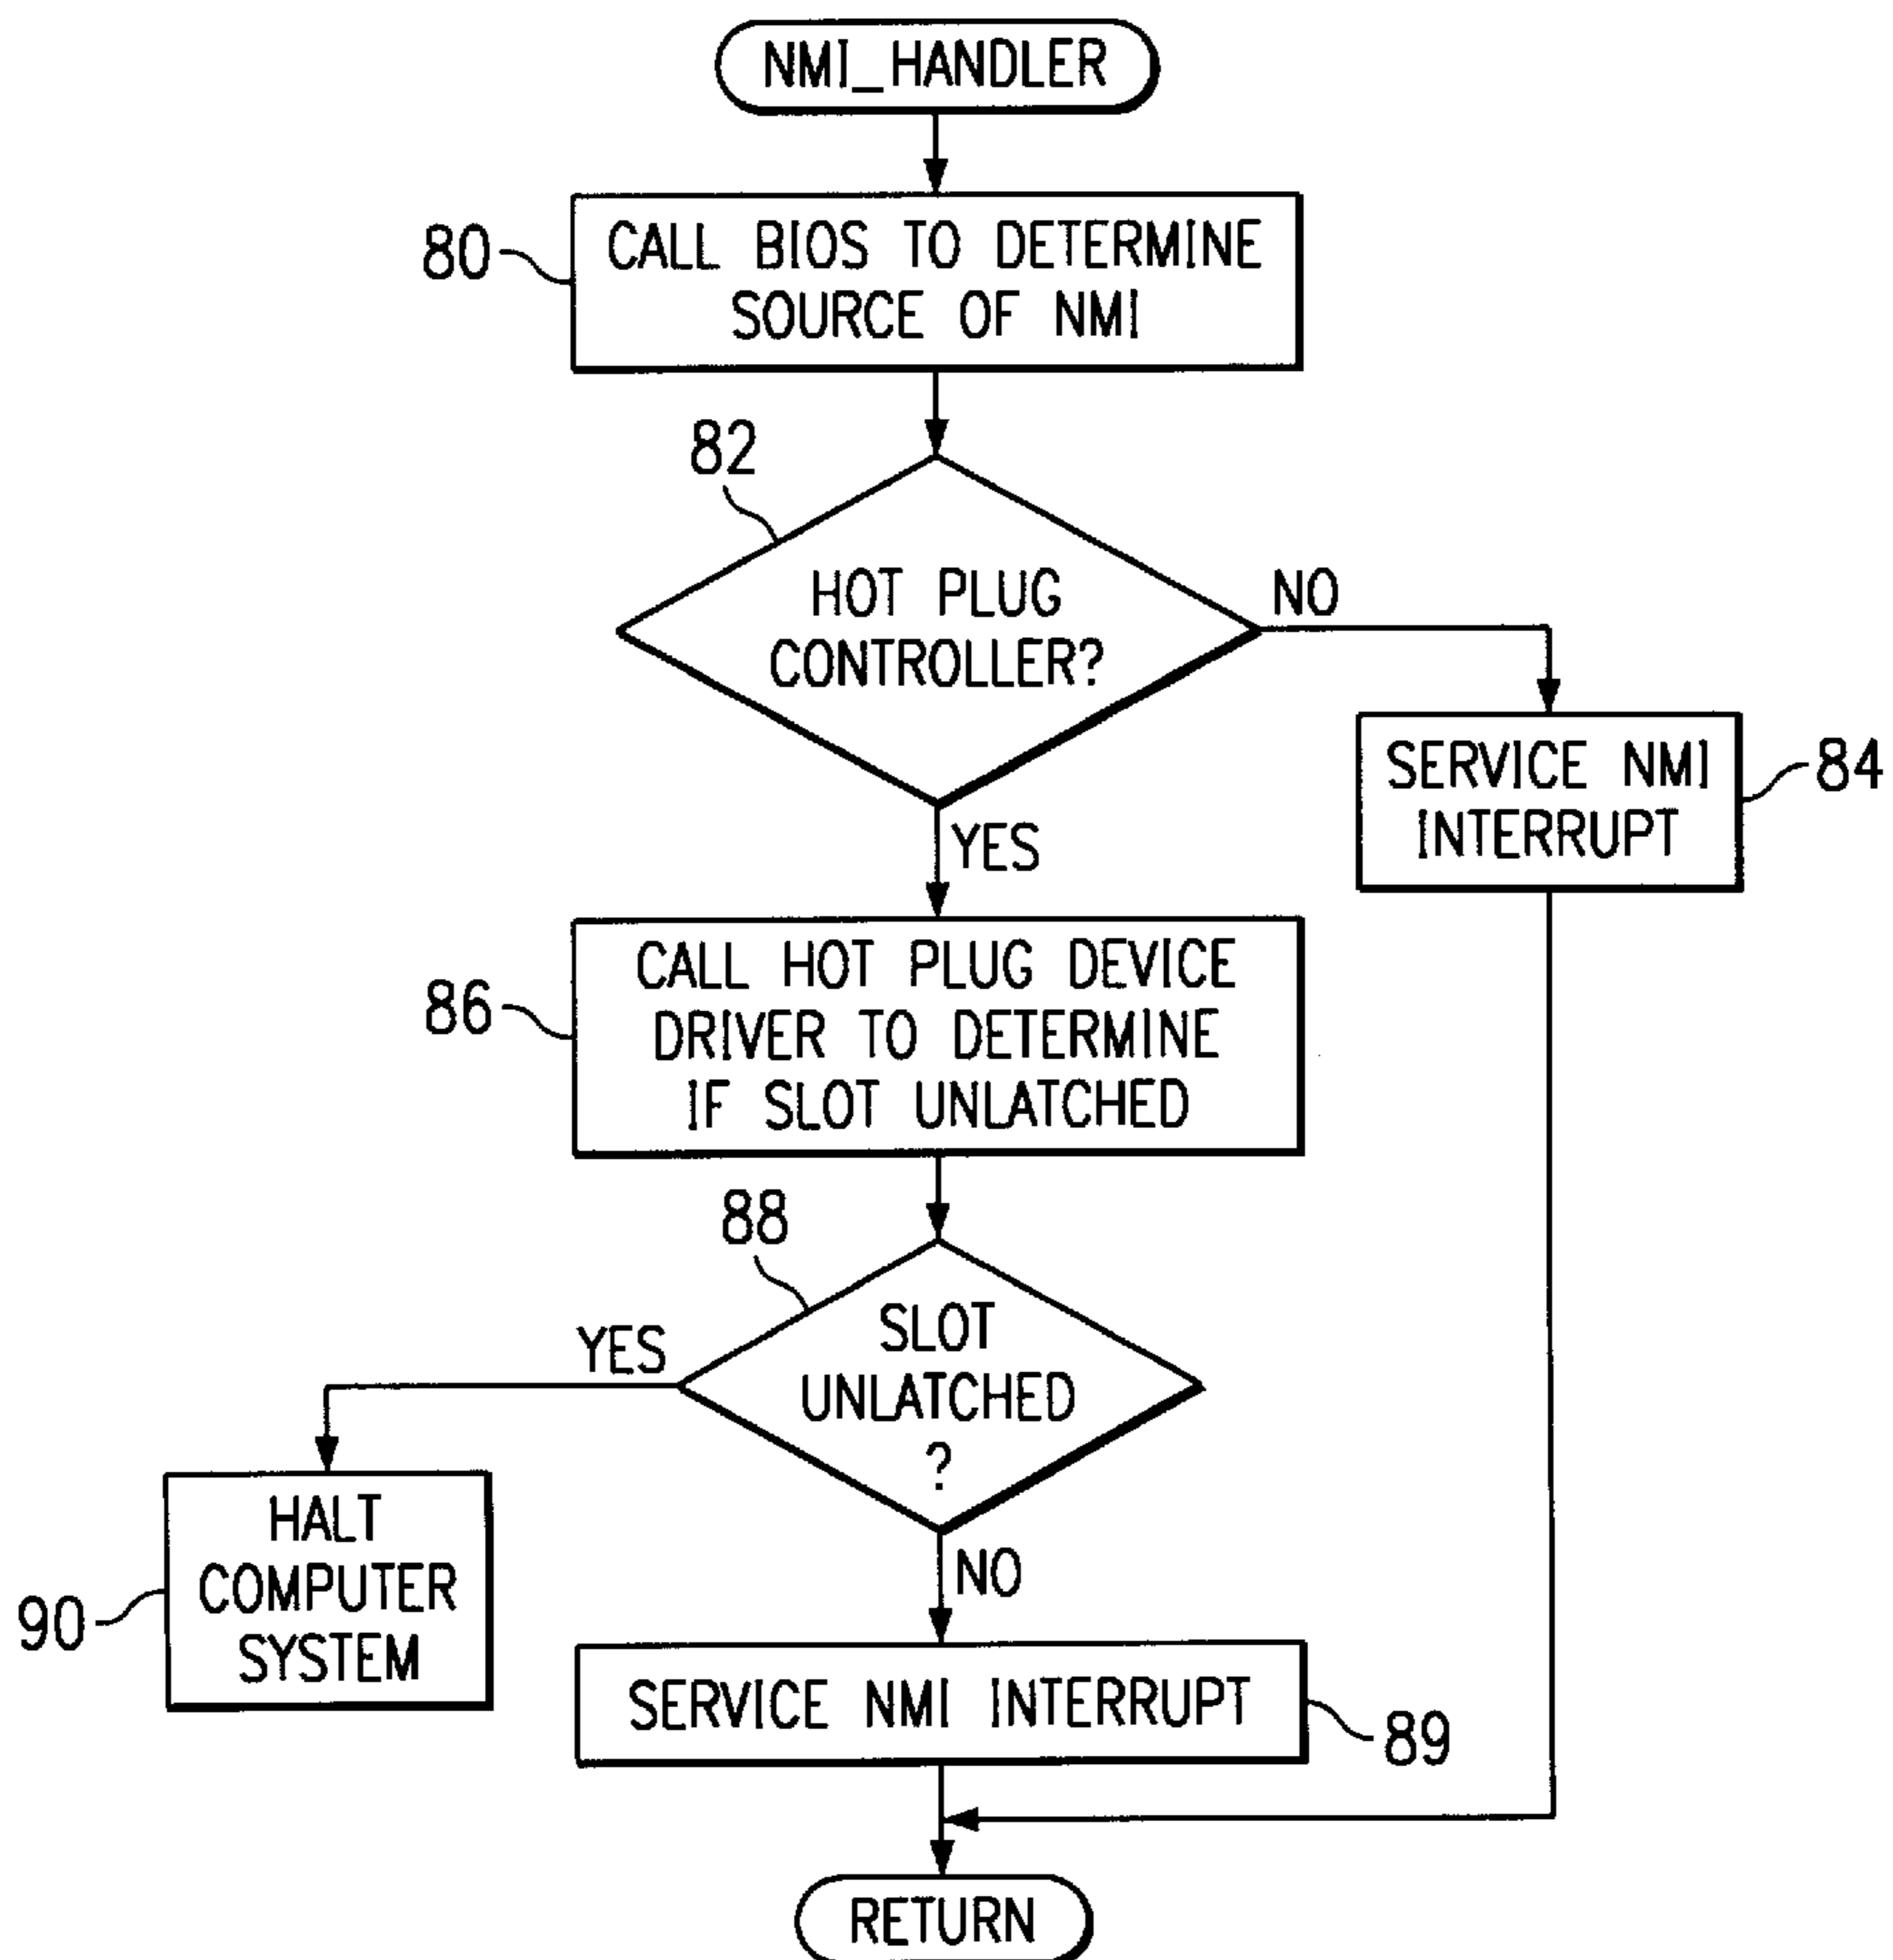 NMI_HANDLER
80
CALL BIOS TO DETERMINE
SOURCE OF NMI
82
HOT PLUG
CONTROLLER?
NO
YES
SERVICE NMI
INTERRUPT
84
86
CALL HOT PLUG DEVICE
DRIVER TO DETERMINE
IF SLOT UNLATCHED
88
SLOT
UNLATCHED
?
YES
NO
HALT
COMPUTER
SYSTEM
90
SERVICE NMI INTERRUPT
89
RETURN